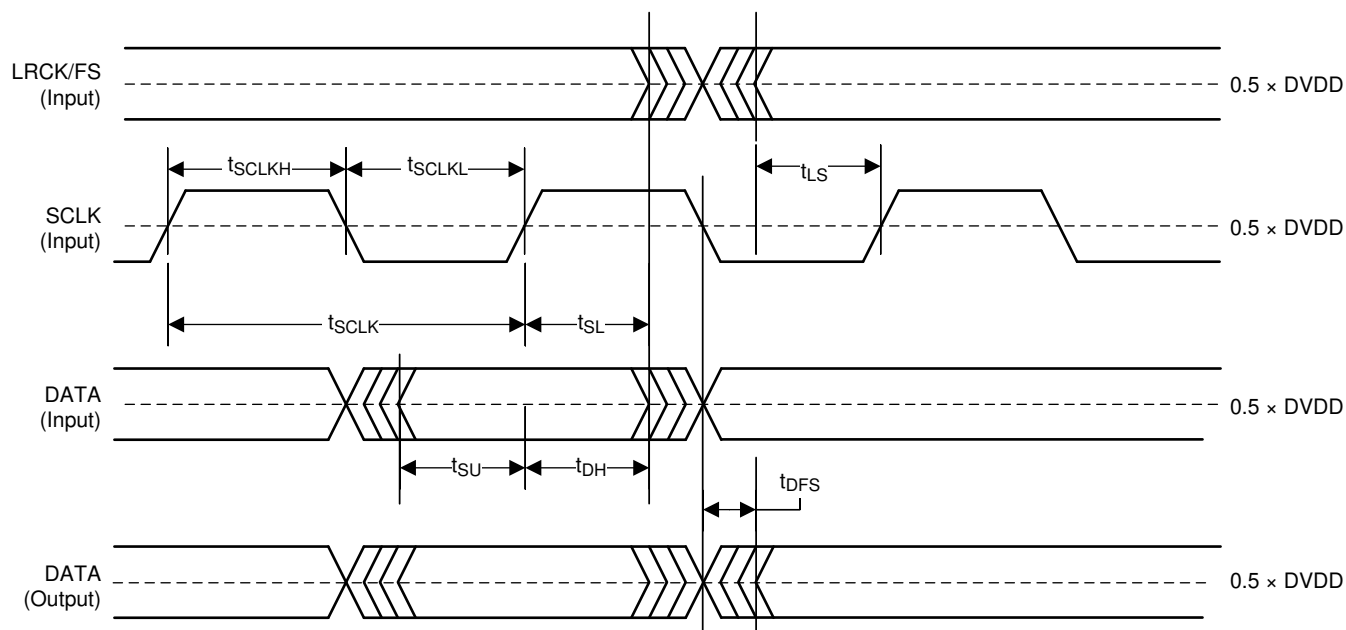 LRCK/FS
(Input)
0.5 × DVDD
tSCLKH
tSCLKL
tLS
SCLK
(Input)
0.5 × DVDD
tSCLK
tSL
DATA
(Input)
0.5 × DVDD
tSU
tDH
tDFS
DATA
(Output)
0.5 × DVDD